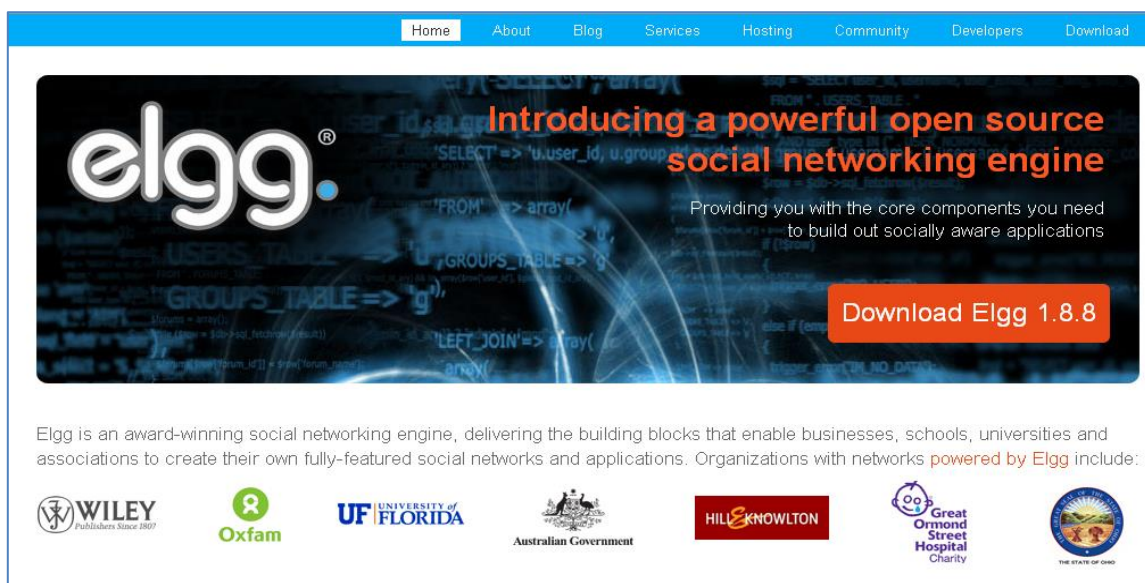 Home About Blog Services Hosting Community Developers Download
elgg.®
Introducing a powerful open source
social networking engine
Providing you with the core components you need
to build out socially aware applications
Download Elgg 1.8.8
Elgg is an award-winning social networking engine, delivering the building blocks that enable businesses, schools, universities and
associations to create their own fully-featured social networks and applications. Organizations with networks powered by Elgg include:
WILEY
Publishers Since 1807
Oxfam
UF UNIVERSITY of
FLORIDA
Australian Government
HILL & KNOWLTON
Great
Ormond
Street
Hospital
Charity
THE STATE OF OHIO